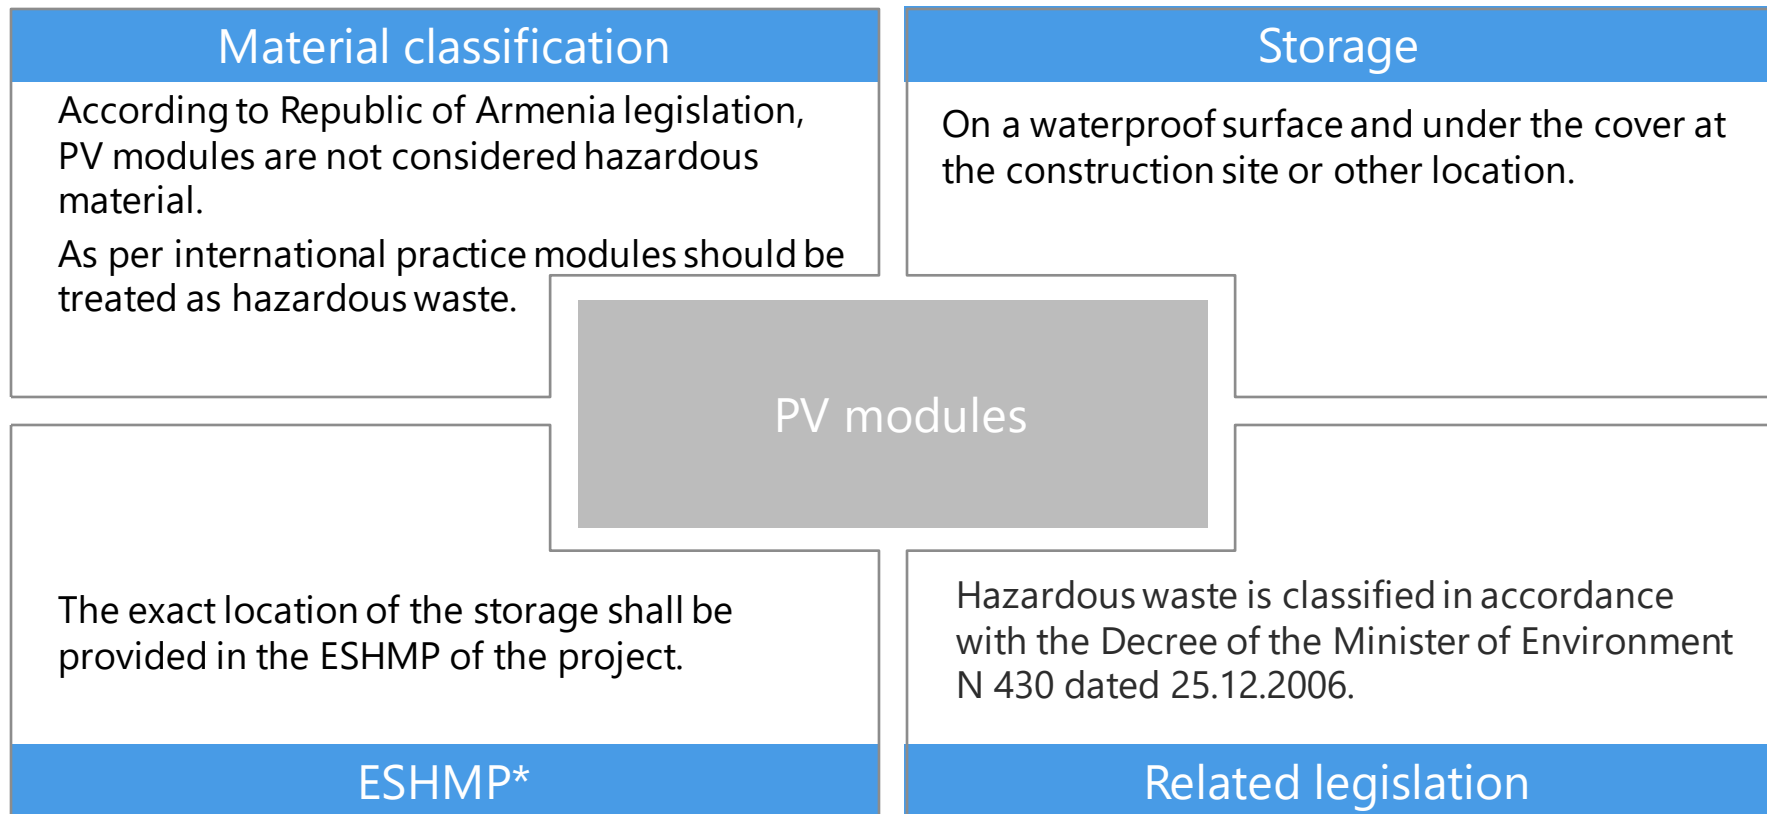 Material classification
According to Republic of Armenia legislation,
PV modules are not considered hazardous
material.
As per international practice modules should be
treated as hazardous waste.
Storage
On a waterproof surface and under the cover at
the construction site or other location.
PV modules
The exact location of the storage shall be
provided in the ESHMP of the project.
ESHMP*
Hazardous waste is classified in accordance
with the Decree of the Minister of Environment
N 430 dated 25.12.2006.
Related legislation